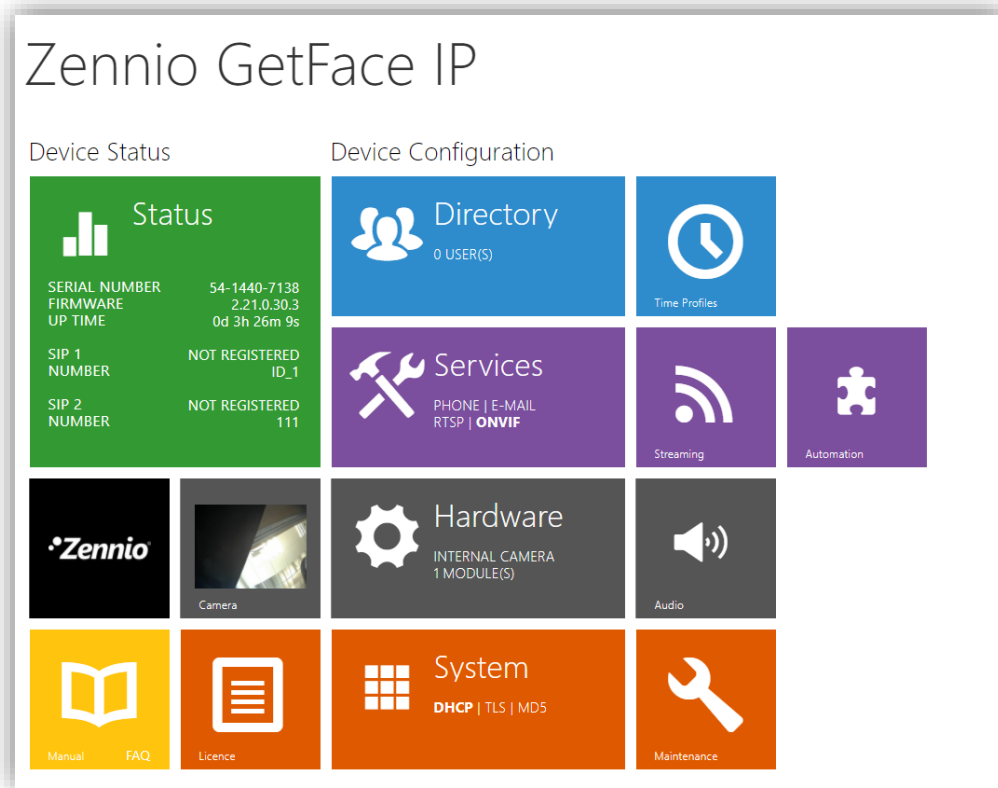 Zennio GetFace IP
Device Status
Device Configuration
Status
SERIAL NUMBER 54-1440-7138
FIRMWARE 2.21.0.30.3
UP TIME 0d 3h 26m 9s
SIP 1 NOT REGISTERED
NUMBER ID_1
SIP 2 NOT REGISTERED
NUMBER 111
Directory
0 USER(S)
Time Profiles
Services
PHONE | E-MAIL
RTSP | ONVIF
Streaming
Automation
Zennio
Camera
Hardware
INTERNAL CAMERA
1 MODULE(S)
Audio
Manual FAQ
Licence
System
DHCP | TLS | MD5
Maintenance